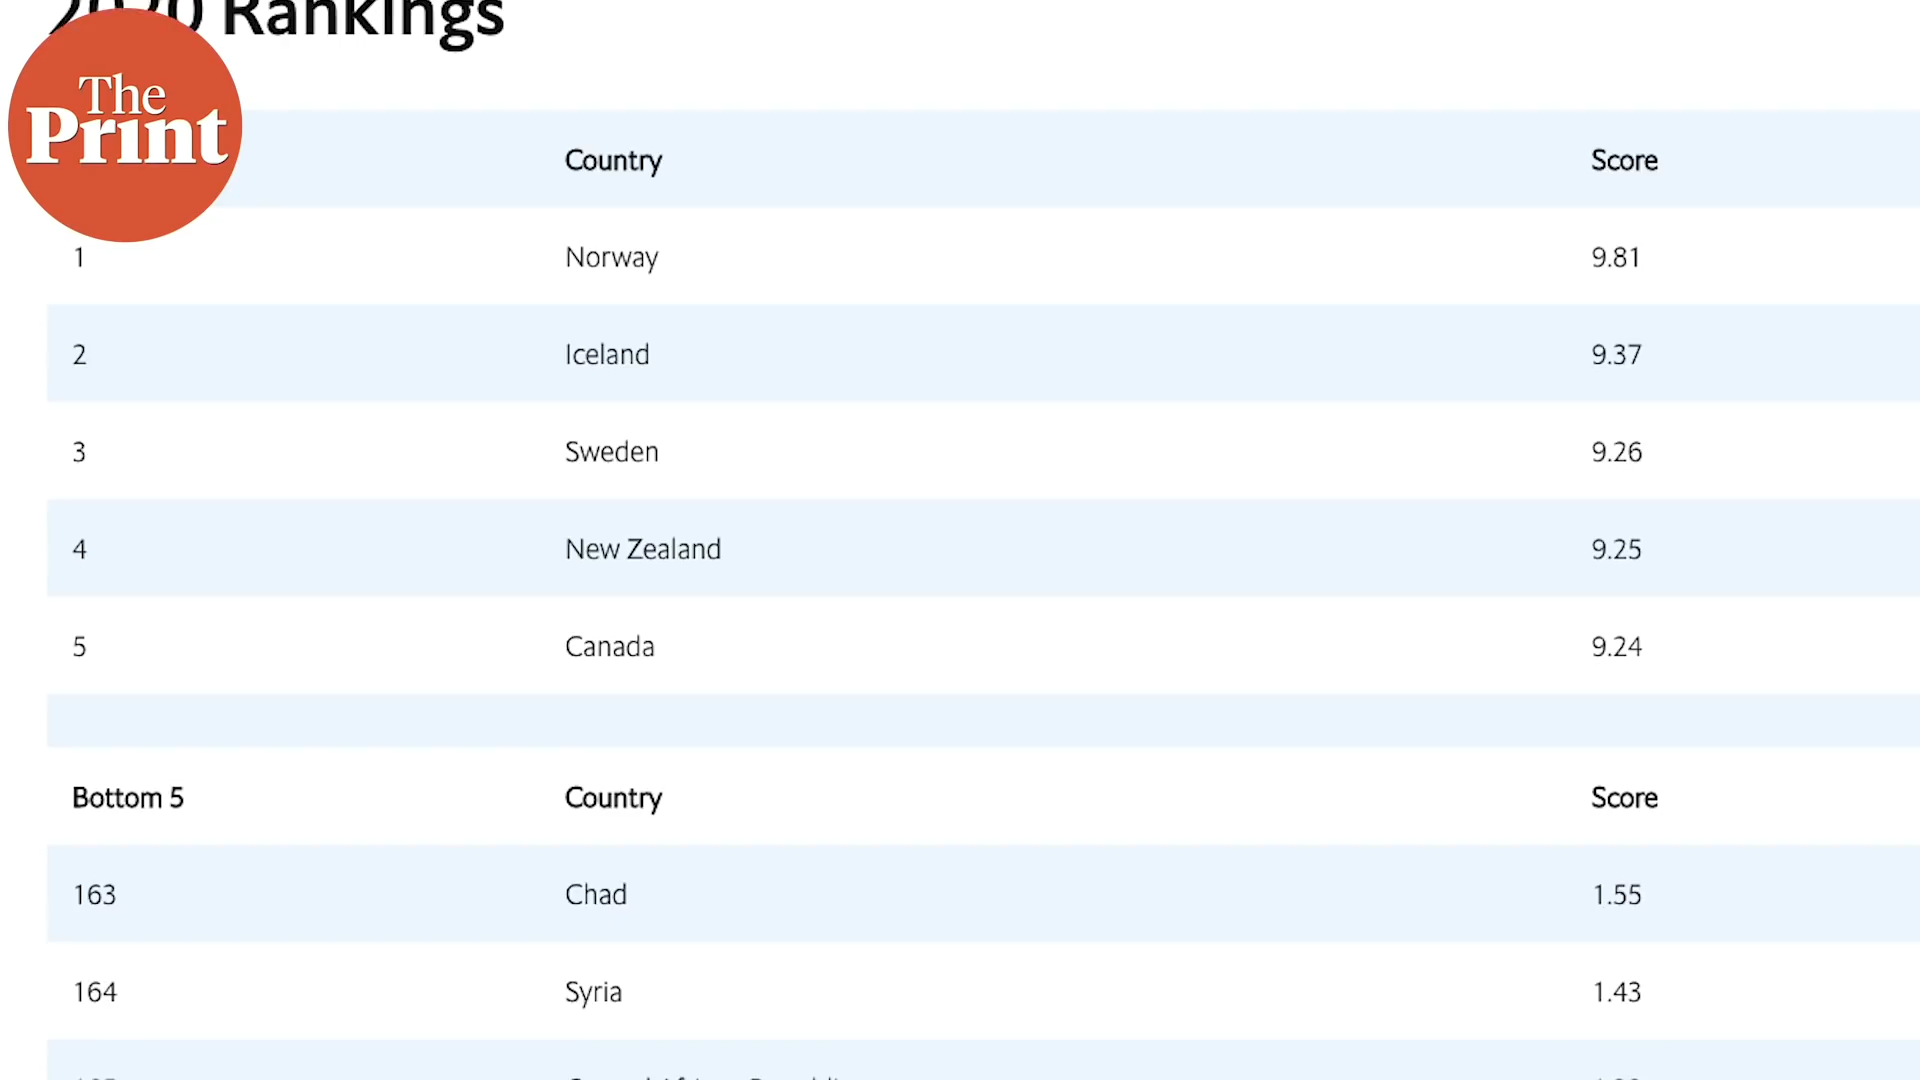 2020 Rankings
The
Print
Country Score
1 Norway 9.81
2 Iceland 9.37
3 Sweden 9.26
4 New Zealand 9.25
5 Canada 9.24
Bottom 5 Country Score
163 Chad 1.55
164 Syria 1.43